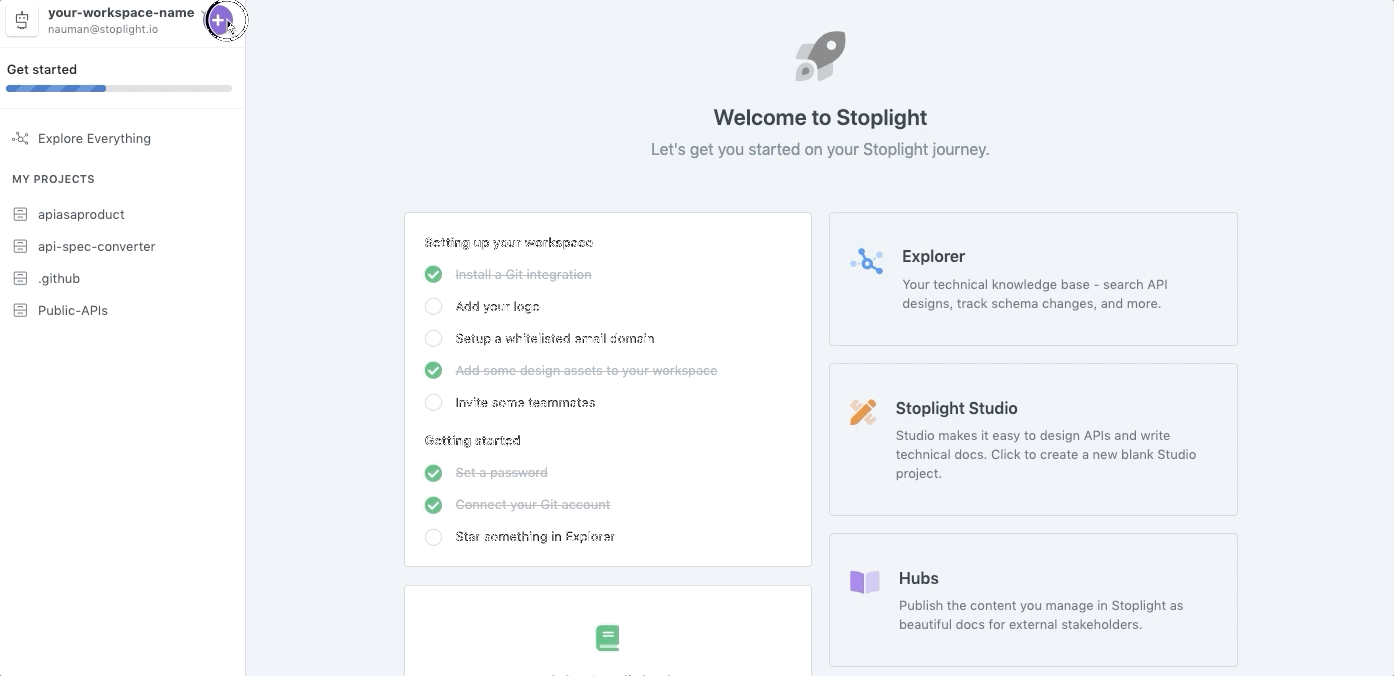 your-workspace-name
nauman@stoplight.io
Get started
Explore Everything
MY PROJECTS
apiasaproduct
api-spec-converter
.github
Public-APIs
Welcome to Stoplight
Let's get you started on your Stoplight journey.
Setting up your workspace
Install a Git integration
Add your logo
Setup a whitelisted email domain
Add some design assets to your workspace
Invite some teammates
Getting started
Set a password
Connect your Git account
Star something in Explorer
Explorer
Your technical knowledge base - search API
designs, track schema changes, and more.
Stoplight Studio
Studio makes it easy to design APIs and write
technical docs. Click to create a new blank Studio
project.
Hubs
Publish the content you manage in Stoplight as
beautiful docs for external stakeholders.